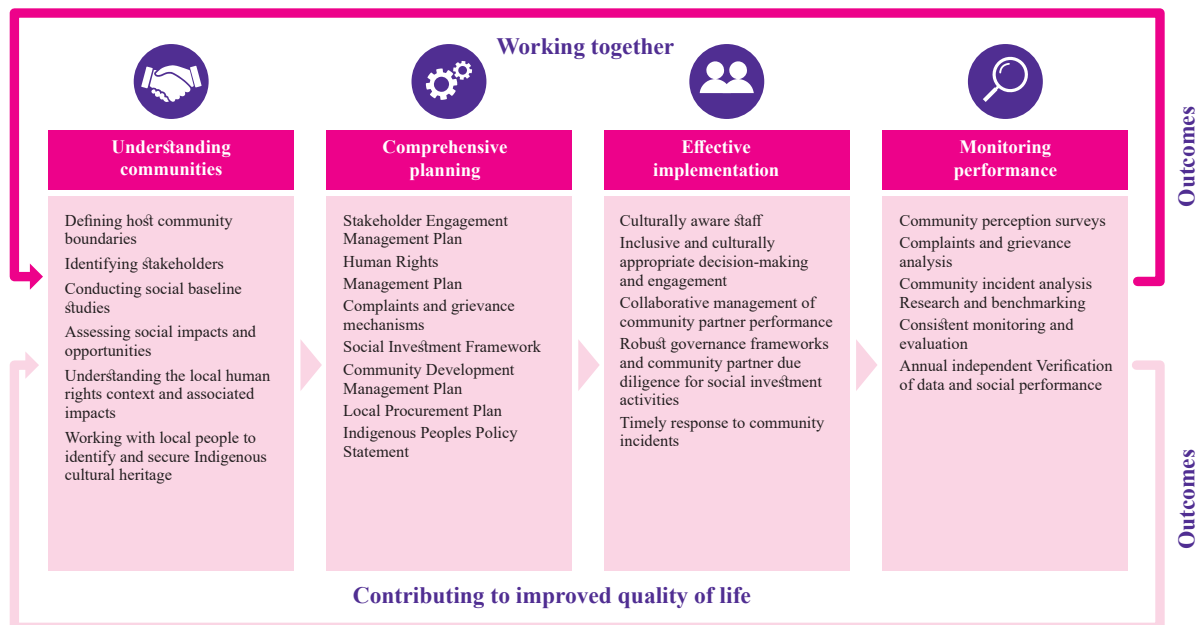 Working together
Understanding
communities
Defining host community
boundaries
Identifying stakeholders
Conducting social baseline
studies
Assessing social impacts and
opportunities
Understanding the local human
rights context and associated
impacts
Working with local people to
identify and secure Indigenous
cultural heritage
Comprehensive
planning
Stakeholder Engagement
Management Plan
Human Rights
Management Plan
Complaints and grievance
mechanisms
Social Investment Framework
Community Development
Management Plan
Local Procurement Plan
Indigenous Peoples Policy
Statement
Effective
implementation
Culturally aware staff
Inclusive and culturally
appropriate decision-making
and engagement
Collaborative management of
community partner performance
Robust governance frameworks
and community partner due
diligence for social investment
activities
Timely response to community
incidents
Monitoring
performance
Community perception surveys
Complaints and grievance
analysis
Community incident analysis
Research and benchmarking
Consistent monitoring and
evaluation
Annual independent Verification
of data and social performance
Outcomes
Outcomes
Contributing to improved quality of life